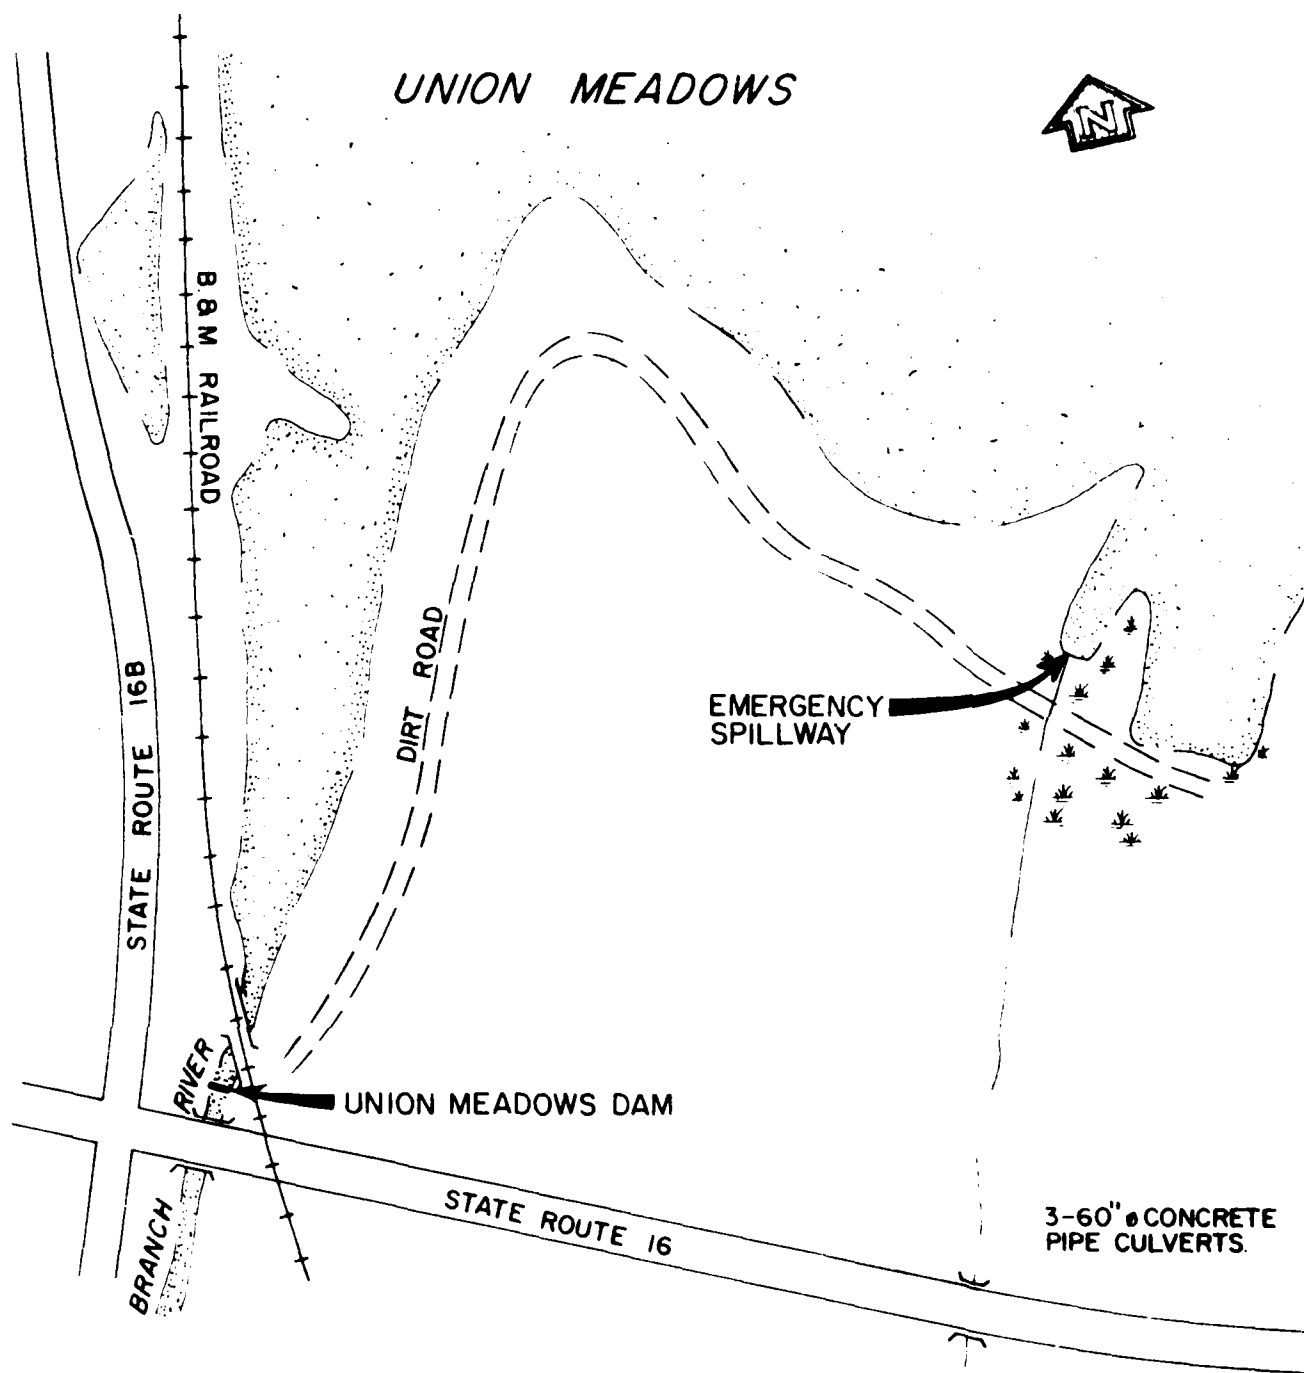 UNION MEADOWS
N
B. & M RAILROAD
STATE ROUTE 16B
DIRT ROAD
EMERGENCY
SPILLWAY
RIVER
UNION MEADOWS DAM
BRANCH
STATE ROUTE 16
3-60" ø CONCRETE
PIPE CULVERTS.